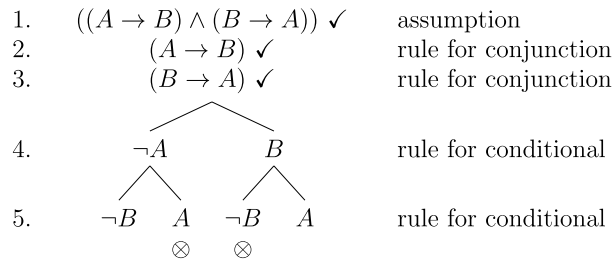 1. ((A → B) ∧ (B → A)) ✓ assumption
2. (A → B) ✓ rule for conjunction
3. (B → A) ✓ rule for conjunction
4. ¬A B rule for conditional
5. ¬B A ¬B A rule for conditional
⊗ ⊗